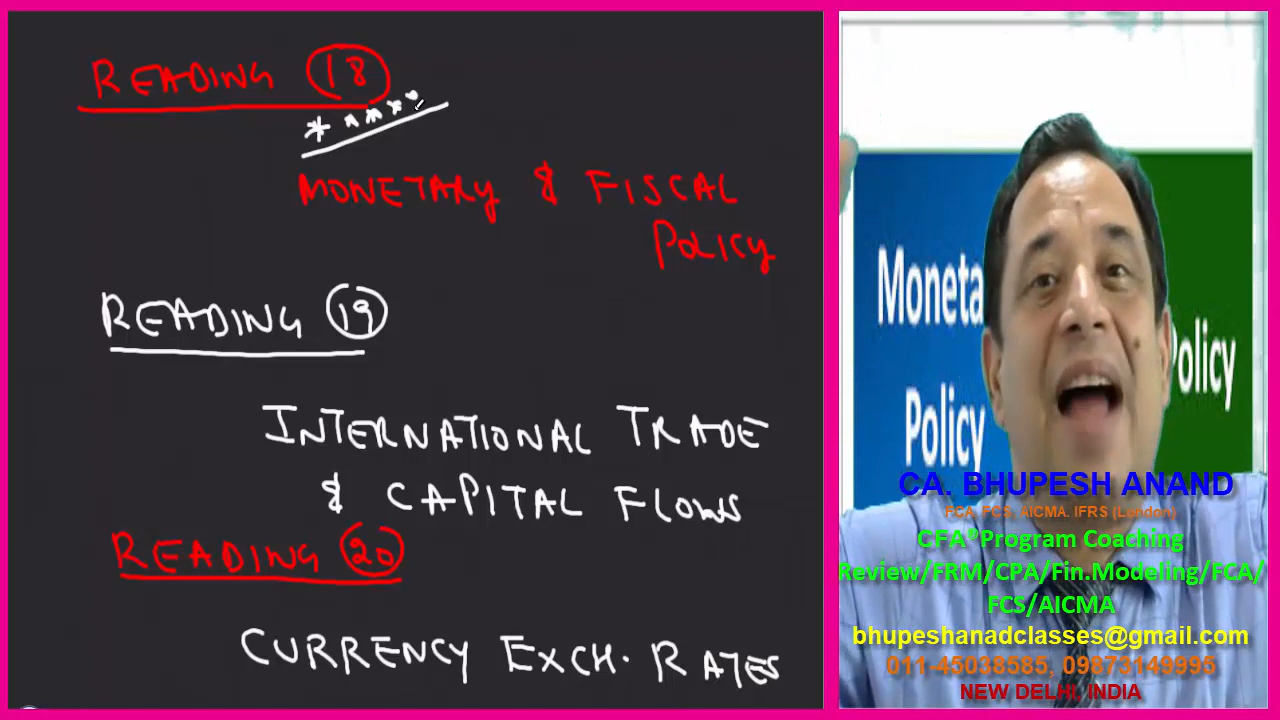 READING 18
* * * * *
MONETARY & FISCAL
POLICY
READING 19
INTERNATIONAL TRADE
& CAPITAL FLOWS
READING 20
CURRENCY EXCH. RATES
Moneta
Policy
Policy
CA. BHUPESH ANAND
FCA, FCS, AICMA. IFRS (London)
CFA®Program Coaching
Review/FRM/CPA/Fin.Modeling/FCA/
FCS/AICMA
bhupeshanadclasses@gmail.com
011-45038585, 09873149995
NEW DELHI, INDIA